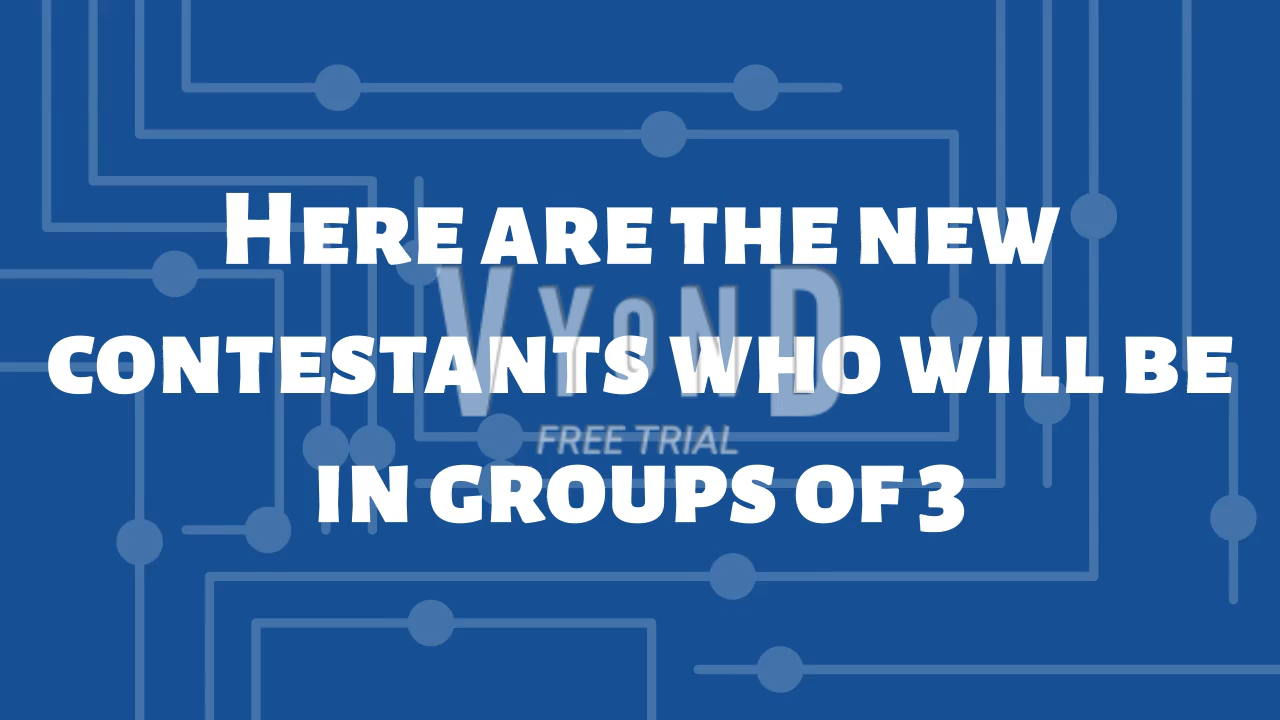 Here are the new
contestants who will be
in groups of 3
VYOND
FREE TRIAL